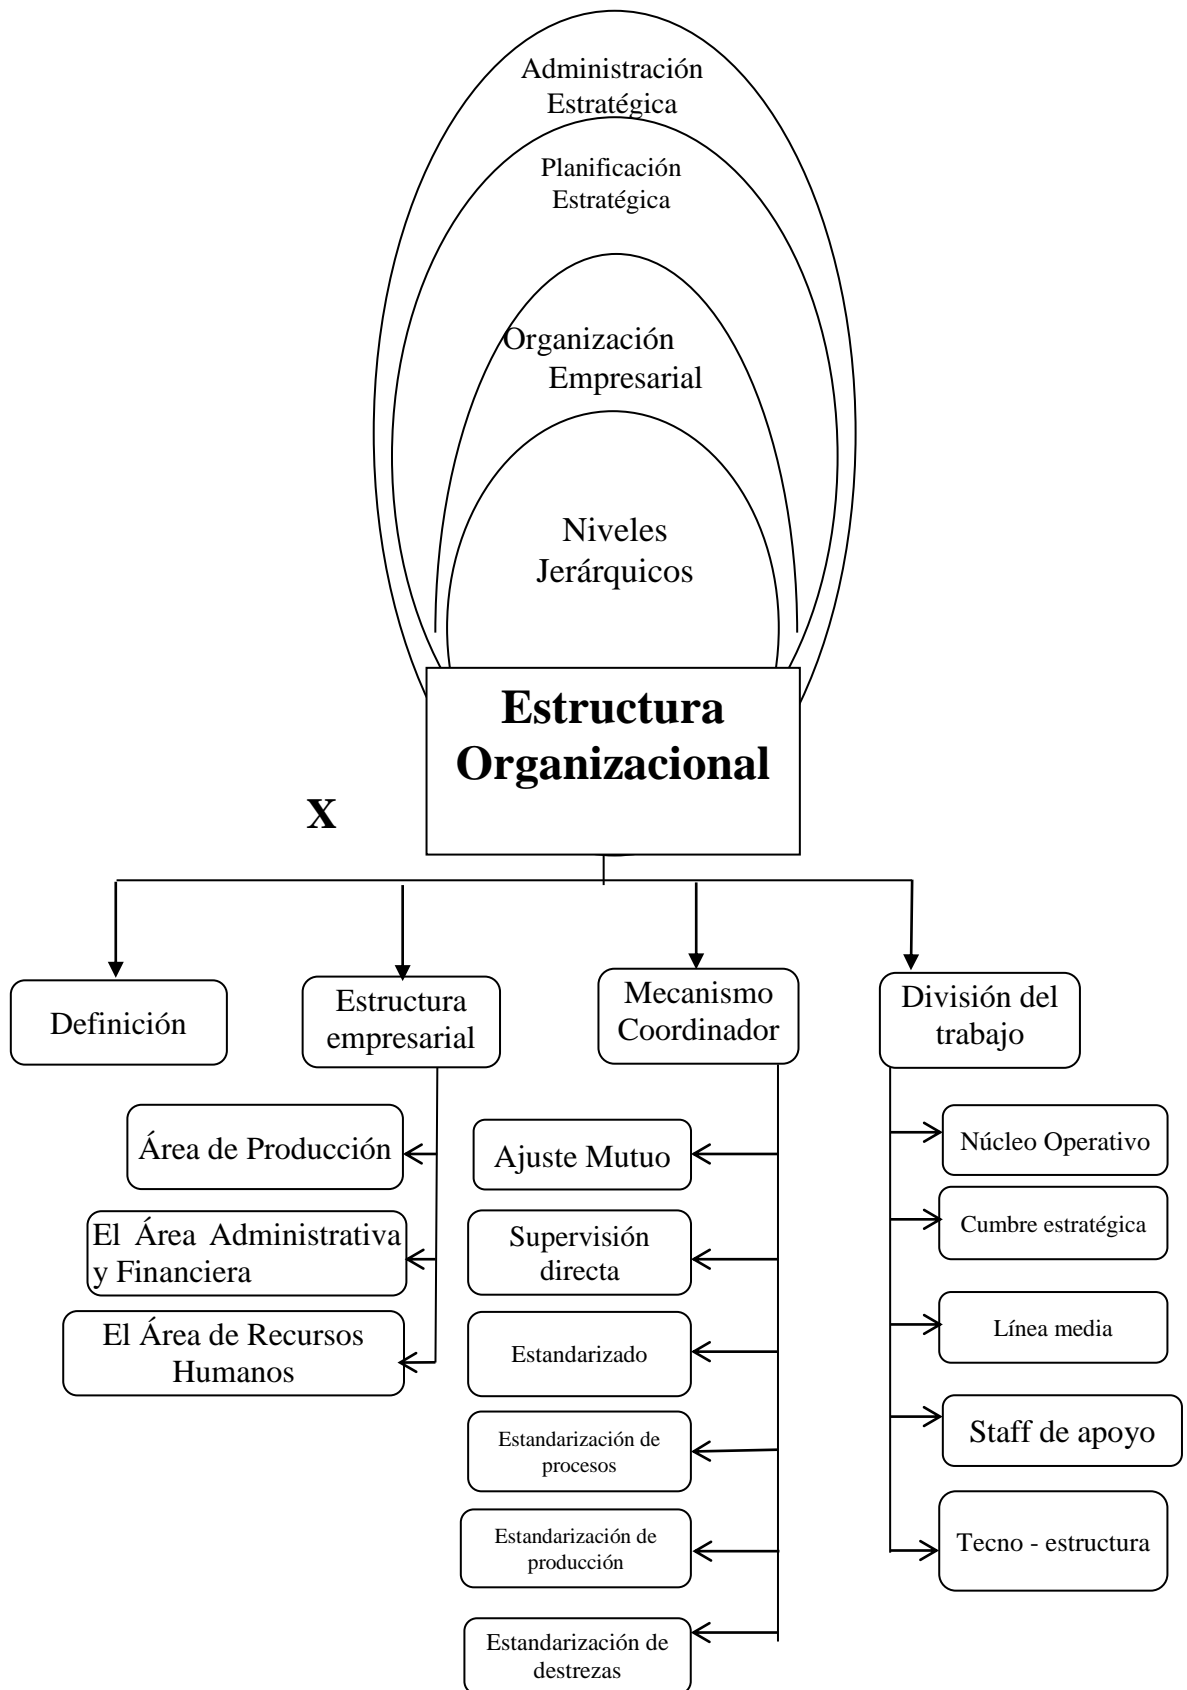 Administración
Estratégica
Planificación
Estratégica
Organización
Empresarial
Niveles
Jerárquicos
Estructura
Organizacional
X
Definición
Estructura
empresarial
Mecanismo
Coordinador
División del
trabajo
Área de Producción
El Área Administrativa
y Financiera
El Área de Recursos
Humanos
Ajuste Mutuo
Supervisión
directa
Estandarizado
Estandarización de
procesos
Estandarización de
producción
Estandarización de
destrezas
Núcleo Operativo
Cumbre estratégica
Línea media
Staff de apoyo
Tecno - estructura